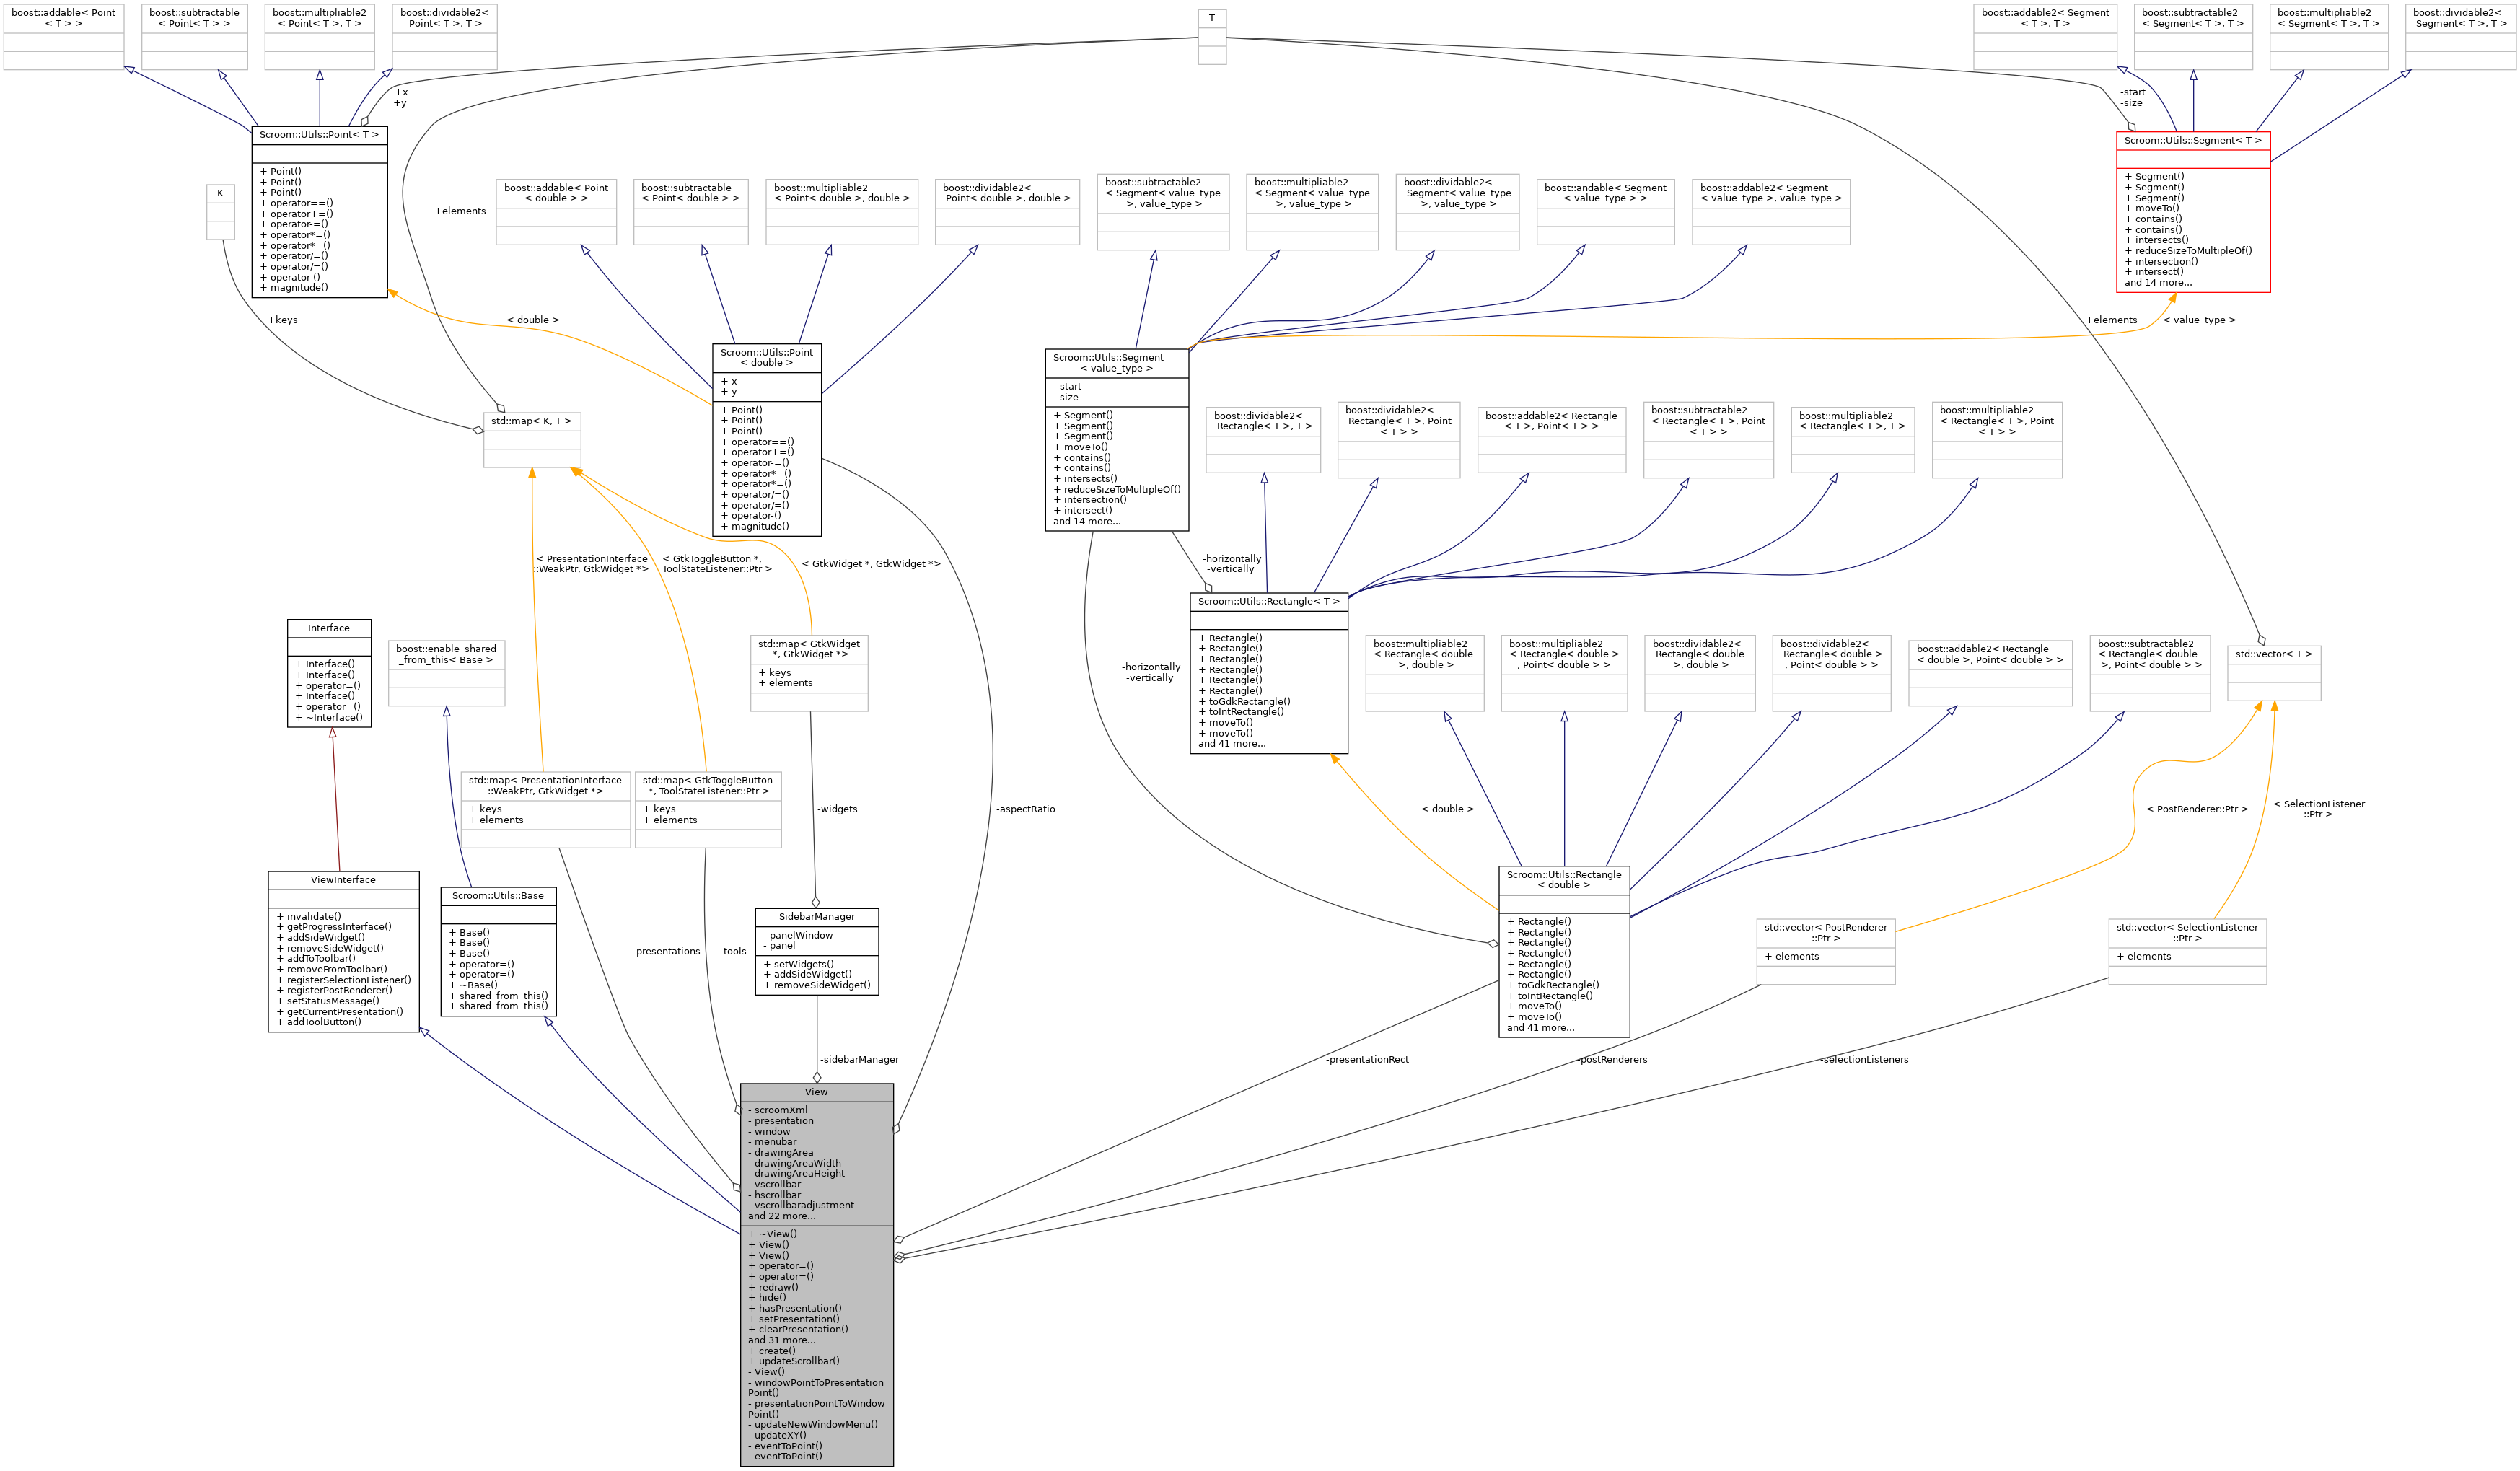 boost::addable< Point
< T > >
boost::subtractable
< Point< T > >
boost::multipliable2
< Point< T >, T >
boost::dividable2<
Point< T >, T >
T
boost::addable2< Segment
< T >, T >
boost::subtractable2
< Segment< T >, T >
boost::multipliable2
< Segment< T >, T >
boost::dividable2<
Segment< T >, T >
+x
+y
-start
-size
Scroom::Utils::Point< T >
+ Point()
+ Point()
+ Point()
+ operator==()
+ operator+=()
+ operator-=()
+ operator*=()
+ operator*=()
+ operator/=()
+ operator/=()
+ operator-()
+ magnitude()
Scroom::Utils::Segment< T >
+ Segment()
+ Segment()
+ Segment()
+ moveTo()
+ contains()
+ contains()
+ intersects()
+ reduceSizeToMultipleOf()
+ intersection()
+ intersect()
and 14 more...
K
+elements
boost::addable< Point
< double > >
boost::subtractable
< Point< double > >
boost::multipliable2
< Point< double >, double >
boost::dividable2<
Point< double >, double >
boost::subtractable2
< Segment< value_type
>, value_type >
boost::multipliable2
< Segment< value_type
>, value_type >
boost::dividable2<
Segment< value_type
>, value_type >
boost::andable< Segment
< value_type > >
boost::addable2< Segment
< value_type >, value_type >
+keys
< double >
+elements
< value_type >
Scroom::Utils::Point
< double >
+ x
+ y
+ Point()
+ Point()
+ Point()
+ operator==()
+ operator+=()
+ operator-=()
+ operator*=()
+ operator*=()
+ operator/=()
+ operator/=()
+ operator-()
+ magnitude()
Scroom::Utils::Segment
< value_type >
- start
- size
+ Segment()
+ Segment()
+ Segment()
+ moveTo()
+ contains()
+ contains()
+ intersects()
+ reduceSizeToMultipleOf()
+ intersection()
+ intersect()
and 14 more...
std::map< K, T >
boost::dividable2<
Rectangle< T >, T >
boost::dividable2<
Rectangle< T >, Point
< T > >
boost::addable2< Rectangle
< T >, Point< T > >
boost::subtractable2
< Rectangle< T >, Point
< T > >
boost::multipliable2
< Rectangle< T >, T >
boost::multipliable2
< Rectangle< T >, Point
< T > >
< PresentationInterface
::WeakPtr, GtkWidget *>
< GtkToggleButton *,
ToolStateListener::Ptr >
< GtkWidget *, GtkWidget *>
-horizontally
-vertically
Scroom::Utils::Rectangle< T >
+ Rectangle()
+ Rectangle()
+ Rectangle()
+ Rectangle()
+ Rectangle()
+ Rectangle()
+ toGdkRectangle()
+ toIntRectangle()
+ moveTo()
+ moveTo()
and 41 more...
Interface
+ Interface()
+ Interface()
+ operator=()
+ Interface()
+ operator=()
+ ~Interface()
boost::enable_shared
_from_this< Base >
std::map< GtkWidget
*, GtkWidget *>
+ keys
+ elements
-horizontally
-vertically
boost::multipliable2
< Rectangle< double
>, double >
boost::multipliable2
< Rectangle< double >
, Point< double > >
boost::dividable2<
Rectangle< double
>, double >
boost::dividable2<
Rectangle< double >
, Point< double > >
boost::addable2< Rectangle
< double >, Point< double > >
boost::subtractable2
< Rectangle< double
>, Point< double > >
std::vector< T >
std::map< PresentationInterface
::WeakPtr, GtkWidget *>
+ keys
+ elements
std::map< GtkToggleButton
*, ToolStateListener::Ptr >
+ keys
+ elements
-widgets
-aspectRatio
< double >
< PostRenderer::Ptr >
< SelectionListener
::Ptr >
ViewInterface
+ invalidate()
+ getProgressInterface()
+ addSideWidget()
+ removeSideWidget()
+ addToToolbar()
+ removeFromToolbar()
+ registerSelectionListener()
+ registerPostRenderer()
+ setStatusMessage()
+ getCurrentPresentation()
+ addToolButton()
Scroom::Utils::Base
+ Base()
+ Base()
+ Base()
+ operator=()
+ operator=()
+ ~Base()
+ shared_from_this()
+ shared_from_this()
-presentations
-tools
SidebarManager
- panelWindow
- panel
+ setWidgets()
+ addSideWidget()
+ removeSideWidget()
Scroom::Utils::Rectangle
< double >
+ Rectangle()
+ Rectangle()
+ Rectangle()
+ Rectangle()
+ Rectangle()
+ Rectangle()
+ toGdkRectangle()
+ toIntRectangle()
+ moveTo()
+ moveTo()
and 41 more...
std::vector< PostRenderer
::Ptr >
+ elements
std::vector< SelectionListener
::Ptr >
+ elements
-sidebarManager
-presentationRect
-postRenderers
-selectionListeners
View
- scroomXml
- presentation
- window
- menubar
- drawingArea
- drawingAreaWidth
- drawingAreaHeight
- vscrollbar
- hscrollbar
- vscrollbaradjustment
and 22 more...
+ ~View()
+ View()
+ View()
+ operator=()
+ operator=()
+ redraw()
+ hide()
+ hasPresentation()
+ setPresentation()
+ clearPresentation()
and 31 more...
+ create()
+ updateScrollbar()
- View()
- windowPointToPresentation
Point()
- presentationPointToWindow
Point()
- updateNewWindowMenu()
- updateXY()
- eventToPoint()
- eventToPoint()